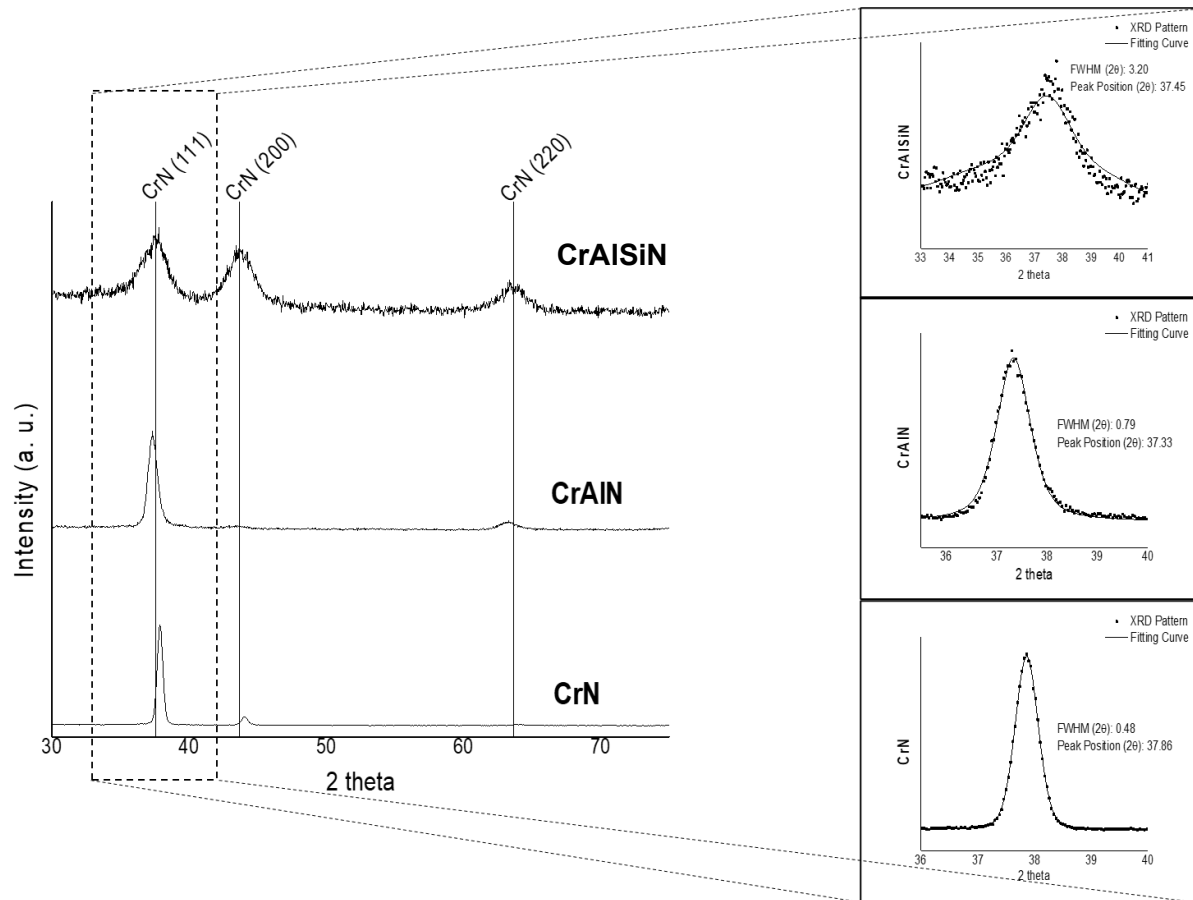 CrN (111)
CrN (200)
CrN (220)
CrAlSiN
CrAlN
CrN
Intensity (a. u.)
30
40
50
60
70
2 theta
XRD Pattern
Fitting Curve
FWHM (2θ): 3.20
Peak Position (2θ): 37.45
CrAlSiN
33 34 35 36 37 38 39 40 41
2 theta
XRD Pattern
Fitting Curve
FWHM (2θ): 0.79
Peak Position (2θ): 37.33
CrAlN
36 37 38 39 40
2 theta
XRD Pattern
Fitting Curve
FWHM (2θ): 0.48
Peak Position (2θ): 37.86
CrN
36 37 38 39 40
2 theta